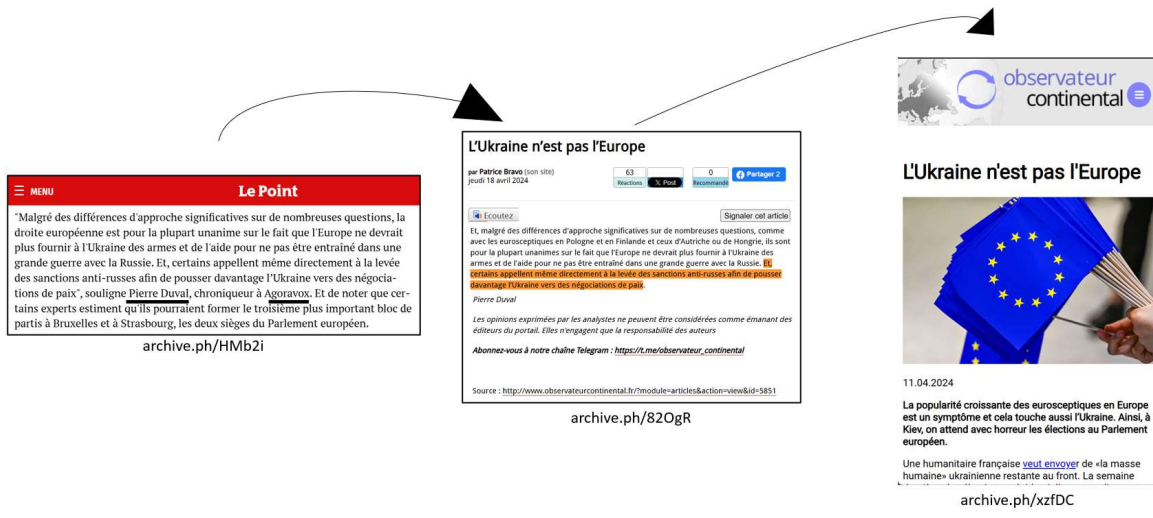 ☰ MENU
Le Point
"Malgré des différences d'approche significatives sur de nombreuses questions, la
droite européenne est pour la plupart unanime sur le fait que l'Europe ne devrait
plus fournir à l'Ukraine des armes et de l'aide pour ne pas être entraîné dans une
grande guerre avec la Russie. Et, certains appellent même directement à la levée
des sanctions anti-russes afin de pousser davantage l'Ukraine vers des négocia-
tions de paix", souligne Pierre Duval, chroniqueur à Agoravox. Et de noter que cer-
tains experts estiment qu'ils pourraient former le troisième plus important bloc de
partis à Bruxelles et à Strasbourg, les deux sièges du Parlement européen.
archive.ph/HMb2i
L'Ukraine n'est pas l'Europe
par Patrice Bravo (son site)
jeudi 18 avril 2024
63
Réactions
X Post
0
Recommandé
Partager 2
Ecoutez
Signaler cet article
Et, malgré des différences d'approche significatives sur de nombreuses questions, comme
avec les eurosceptiques en Pologne et en Finlande et ceux d'Autriche ou de Hongrie, ils sont
pour la plupart unanimes sur le fait que l'Europe ne devrait plus fournir à l'Ukraine des
armes et de l'aide pour ne pas être entraîné dans une grande guerre avec la Russie. Et,
certains appellent même directement à la levée des sanctions anti-russes afin de pousser
davantage l'Ukraine vers des négociations de paix.
Pierre Duval
Les opinions exprimées par les analystes ne peuvent être considérées comme émanant des
éditeurs du portail. Elles n'engagent que la responsabilité des auteurs
Abonnez-vous à notre chaîne Telegram : https://t.me/observateur_continental
Source : http://www.observateurcontinental.fr/?module=articles&action=view&id=5851
archive.ph/82OgR
observateur
continental
L'Ukraine n'est pas l'Europe
11.04.2024
La popularité croissante des eurosceptiques en Europe
est un symptôme et cela touche aussi l'Ukraine. Ainsi, à
Kiev, on attend avec horreur les élections au Parlement
européen.
Une humanitaire française veut envoyer de «la masse
humaine» ukrainienne restante au front. La semaine
archive.ph/xzfDC